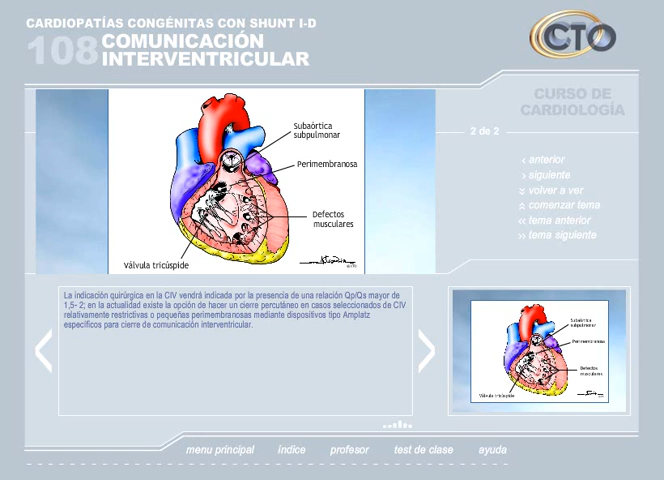 CARDIOPATÍAS CONGÉNITAS CON SHUNT I-D
108 COMUNICACIÓN
INTERVENTRICULAR
CTO
CURSO DE
CARDIOLOGÍA
2 de 2
‹ anterior
› siguiente
volver a ver
comenzar tema
‹‹ tema anterior
›› tema siguiente
Subaórtica
subpulmonar
Perimembranosa
Defectos
musculares
Válvula tricúspide
La indicación quirúrgica en la CIV vendrá indicada por la presencia de una relación Qp/Qs mayor de
1,5- 2; en la actualidad existe la opción de hacer un cierre percutáneo en casos seleccionados de CIV
relativamente restrictivas o pequeñas perimembranosas mediante dispositivos tipo Amplatz
específicos para cierre de comunicación interventricular.
Subaórtica
subpulmonar
Perimembranosa
Defectos
musculares
Válvula tricúspide
menu principal índice profesor test de clase ayuda